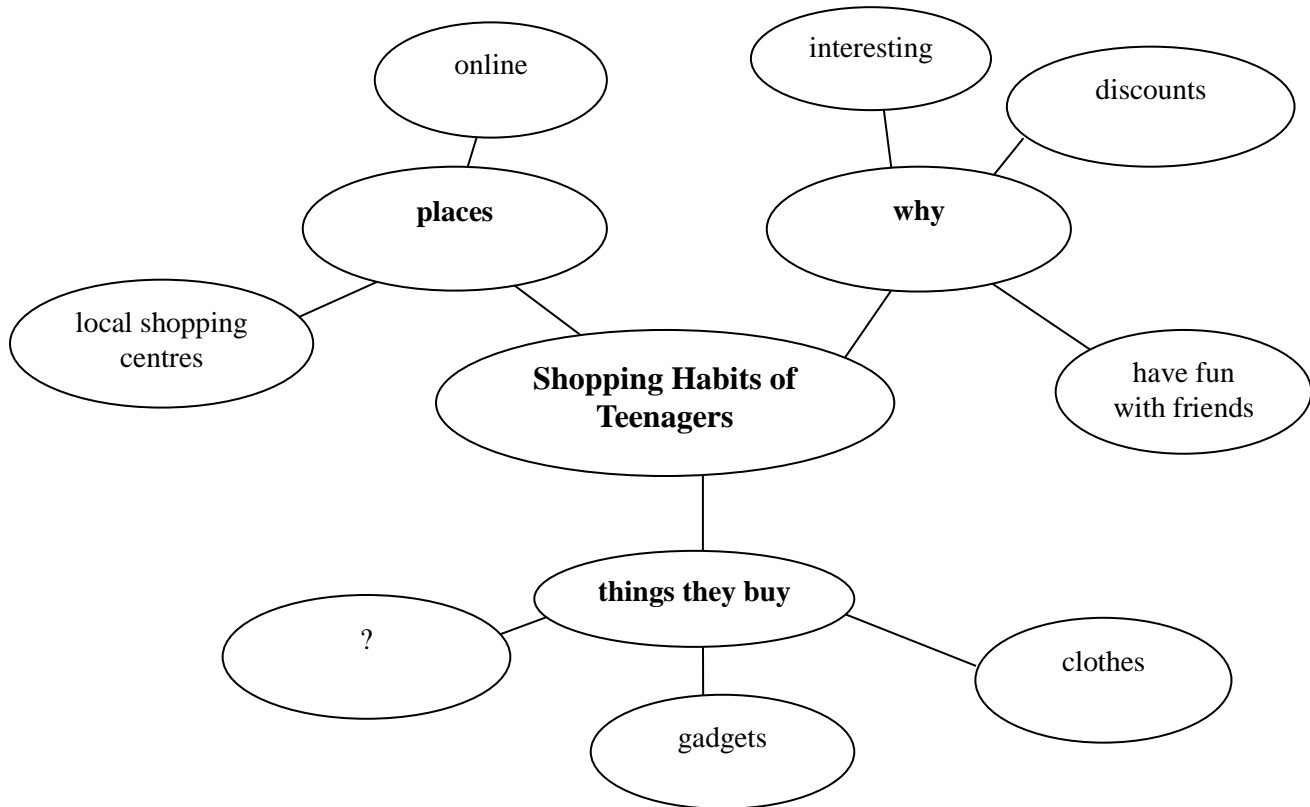 online
interesting
discounts
places
why
local shopping
centres
Shopping Habits of
Teenagers
have fun
with friends
things they buy
?
clothes
gadgets